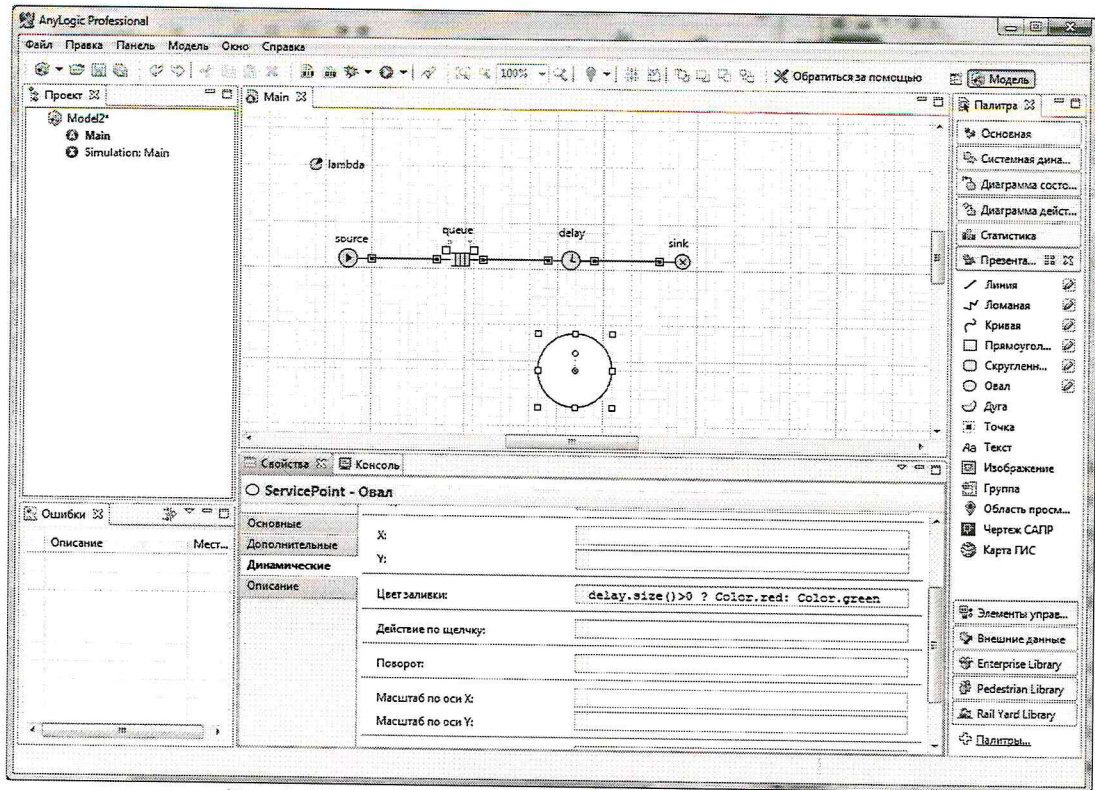 AnyLogic Professional
Файл Правка Панель Модель Окно Справка
100% Обратиться за помощью Модель
Проект
Model2*
Main
Simulation: Main
Main
lambda
source
queue
delay
sink
Палитра
Основная
Системная дина...
Диаграмма состо...
Диаграмма дейст...
Статистика
Презента...
Линия
Ломаная
Кривая
Прямоугол...
Скругленн...
Овал
Дуга
Точка
Aa Текст
Изображение
Группа
Область просм...
Чертеж САПР
Карта ГИС
Элементы управ...
Внешние данные
Enterprise Library
Pedestrian Library
Rail Yard Library
Палитры...
Свойства Консоль
ServicePoint - Овал
Основные
Дополнительные
Динамические
Описание
X:
Y:
Цвет заливки: delay.size()>0 ? Color.red: Color.green
Действие по щелчку:
Поворот:
Масштаб по оси X:
Масштаб по оси Y:
Ошибки
Описание Мест...